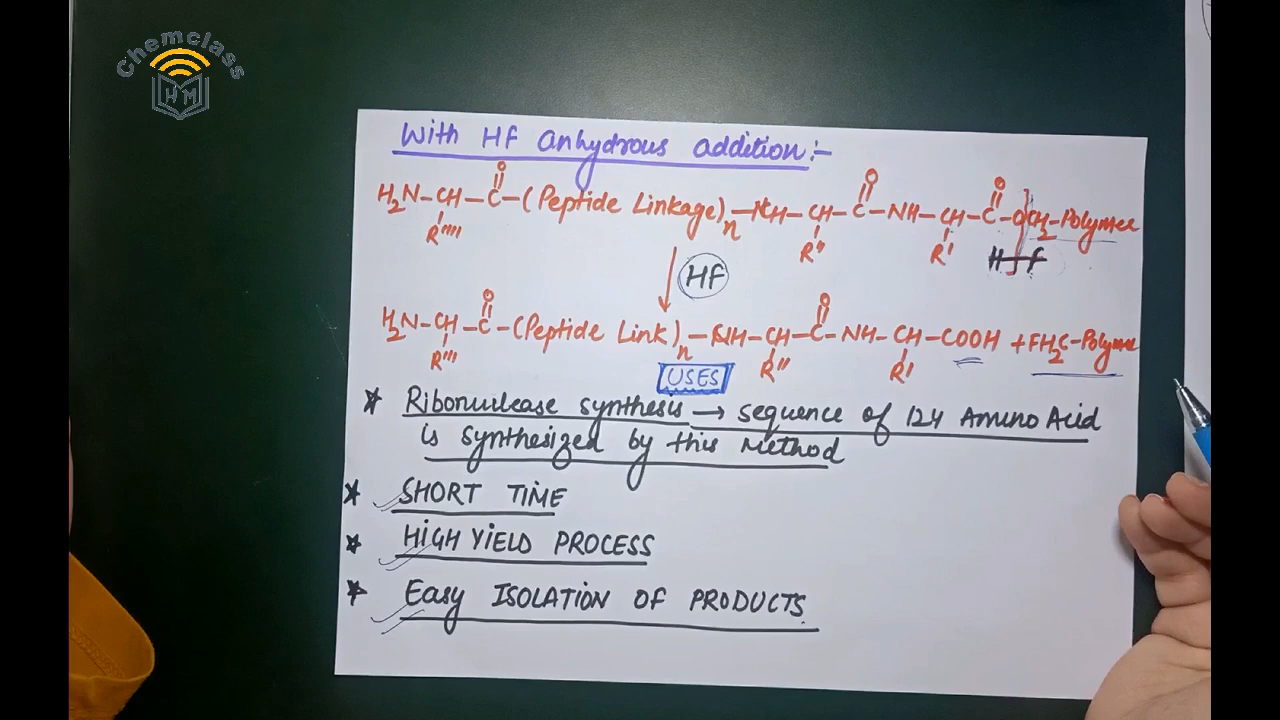 Chemclass
HM
With HF anhydrous addition:-
H₂N-CH-C-(Peptide Linkage)n-NH-CH-C-NH-CH-C-OCH₂-Polymer
O O O
R'''' R'' R'
H F
HF
H₂N-CH-C-(Peptide Link)n-NH-CH-C-NH-CH-COOH + FH₂C-Polyme
O O
R''' R'' R'
USES
* Ribonuclease synthesis → sequence of 124 Amino Acid
is synthesized by this Method
* SHORT TIME
* HIGH YIELD PROCESS
* Easy ISOLATION OF PRODUCTS.